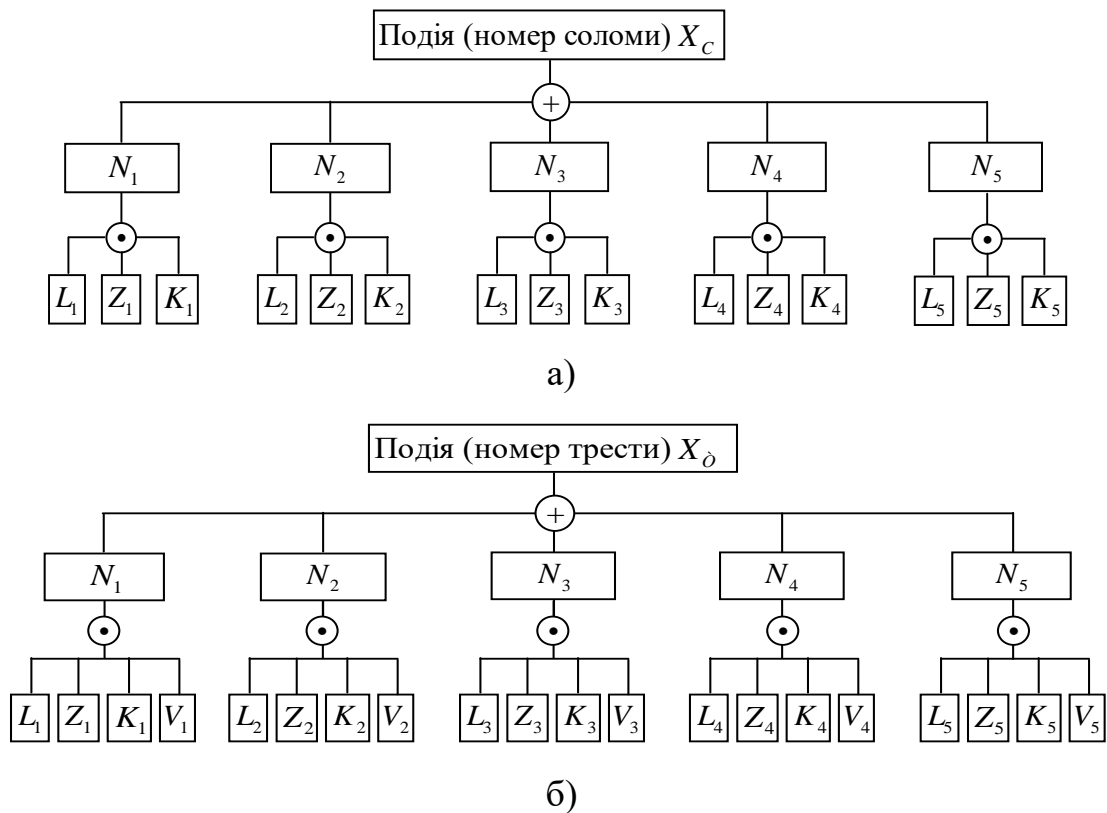 Подія (номер соломи) X_C
+
N_1 N_2 N_3 N_4 N_5
L_1 Z_1 K_1 L_2 Z_2 K_2 L_3 Z_3 K_3 L_4 Z_4 K_4 L_5 Z_5 K_5
а)
Подія (номер трести) X_Ò
+
N_1 N_2 N_3 N_4 N_5
L_1 Z_1 K_1 V_1 L_2 Z_2 K_2 V_2 L_3 Z_3 K_3 V_3 L_4 Z_4 K_4 V_4 L_5 Z_5 K_5 V_5
б)